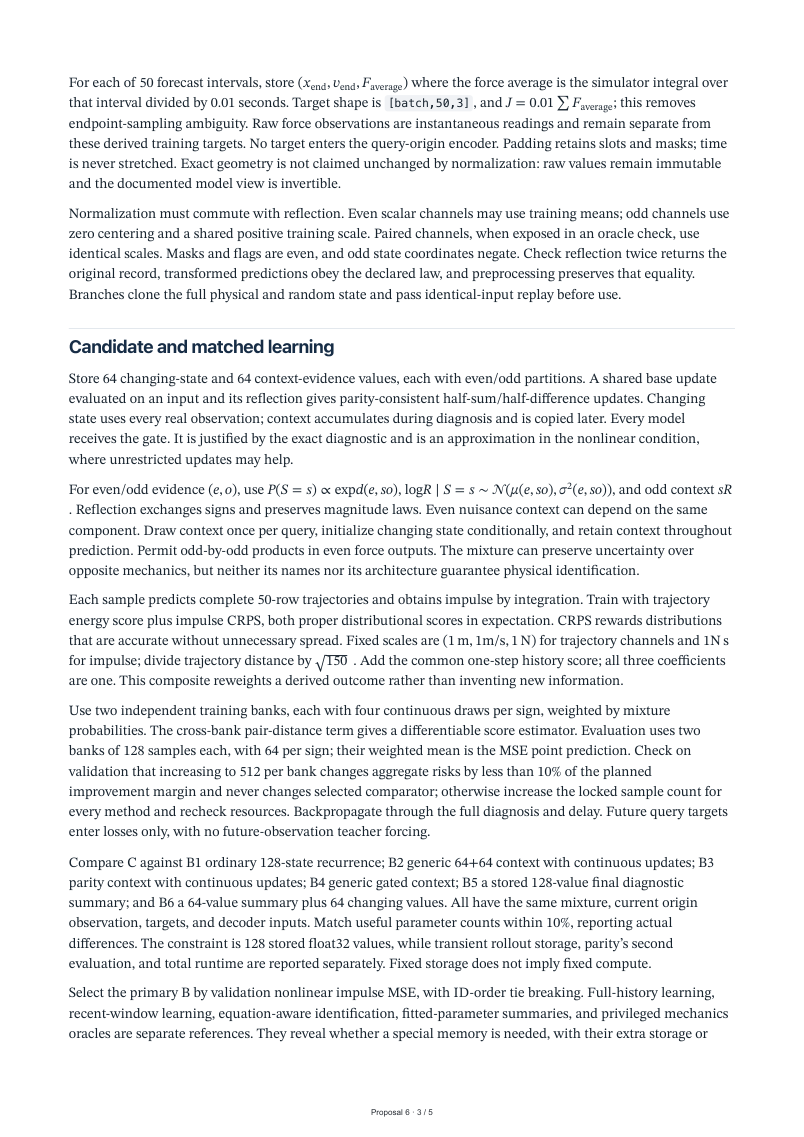 For each of 50 forecast intervals, store (x_end, v_end, F_average) where the force average is the simulator integral over
that interval divided by 0.01 seconds. Target shape is [batch,50,3], and J = 0.01 ∑ F_average; this removes
endpoint-sampling ambiguity. Raw force observations are instantaneous readings and remain separate from
these derived training targets. No target enters the query-origin encoder. Padding retains slots and masks; time
is never stretched. Exact geometry is not claimed unchanged by normalization: raw values remain immutable
and the documented model view is invertible.
Normalization must commute with reflection. Even scalar channels may use training means; odd channels use
zero centering and a shared positive training scale. Paired channels, when exposed in an oracle check, use
identical scales. Masks and flags are even, and odd state coordinates negate. Check reflection twice returns the
original record, transformed predictions obey the declared law, and preprocessing preserves that equality.
Branches clone the full physical and random state and pass identical-input replay before use.
Candidate and matched learning
Store 64 changing-state and 64 context-evidence values, each with even/odd partitions. A shared base update
evaluated on an input and its reflection gives parity-consistent half-sum/half-difference updates. Changing
state uses every real observation; context accumulates during diagnosis and is copied later. Every model
receives the gate. It is justified by the exact diagnostic and is an approximation in the nonlinear condition,
where unrestricted updates may help.
For even/odd evidence (e, o), use P(S = s) ∝ expd(e, so), logR | S = s ∼ 𝒩(μ(e, so), σ²(e, so)), and odd context sR
. Reflection exchanges signs and preserves magnitude laws. Even nuisance context can depend on the same
component. Draw context once per query, initialize changing state conditionally, and retain context throughout
prediction. Permit odd-by-odd products in even force outputs. The mixture can preserve uncertainty over
opposite mechanics, but neither its names nor its architecture guarantee physical identification.
Each sample predicts complete 50-row trajectories and obtains impulse by integration. Train with trajectory
energy score plus impulse CRPS, both proper distributional scores in expectation. CRPS rewards distributions
that are accurate without unnecessary spread. Fixed scales are (1 m, 1m/s, 1 N) for trajectory channels and 1N s
for impulse; divide trajectory distance by √150 . Add the common one-step history score; all three coefficients
are one. This composite reweights a derived outcome rather than inventing new information.
Use two independent training banks, each with four continuous draws per sign, weighted by mixture
probabilities. The cross-bank pair-distance term gives a differentiable score estimator. Evaluation uses two
banks of 128 samples each, with 64 per sign; their weighted mean is the MSE point prediction. Check on
validation that increasing to 512 per bank changes aggregate risks by less than 10% of the planned
improvement margin and never changes selected comparator; otherwise increase the locked sample count for
every method and recheck resources. Backpropagate through the full diagnosis and delay. Future query targets
enter losses only, with no future-observation teacher forcing.
Compare C against B1 ordinary 128-state recurrence; B2 generic 64+64 context with continuous updates; B3
parity context with continuous updates; B4 generic gated context; B5 a stored 128-value final diagnostic
summary; and B6 a 64-value summary plus 64 changing values. All have the same mixture, current origin
observation, targets, and decoder inputs. Match useful parameter counts within 10%, reporting actual
differences. The constraint is 128 stored float32 values, while transient rollout storage, parity’s second
evaluation, and total runtime are reported separately. Fixed storage does not imply fixed compute.
Select the primary B by validation nonlinear impulse MSE, with ID-order tie breaking. Full-history learning,
recent-window learning, equation-aware identification, fitted-parameter summaries, and privileged mechanics
oracles are separate references. They reveal whether a special memory is needed, with their extra storage or
Proposal 6 · 3 / 5